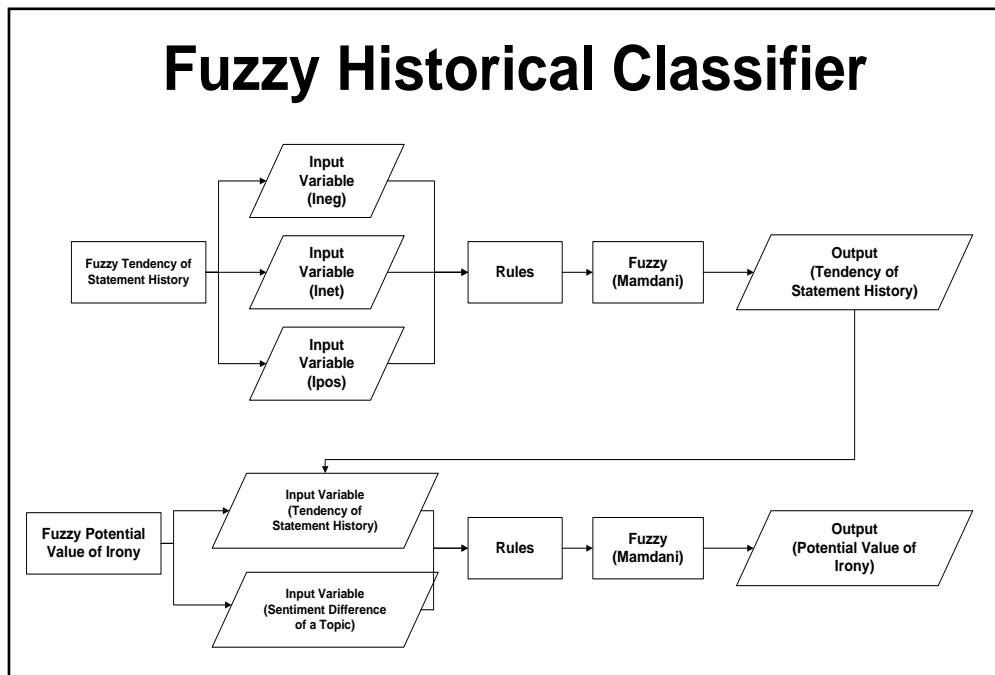 Fuzzy Historical Classifier
Input
Variable
(Ineg)
Fuzzy Tendency of
Statement History
Input
Variable
(Inet)
Input
Variable
(Ipos)
Rules
Fuzzy
(Mamdani)
Output
(Tendency of
Statement History)
Fuzzy Potential
Value of Irony
Input Variable
(Tendency of
Statement History)
Input Variable
(Sentiment Difference
of a Topic)
Rules
Fuzzy
(Mamdani)
Output
(Potential Value of
Irony)